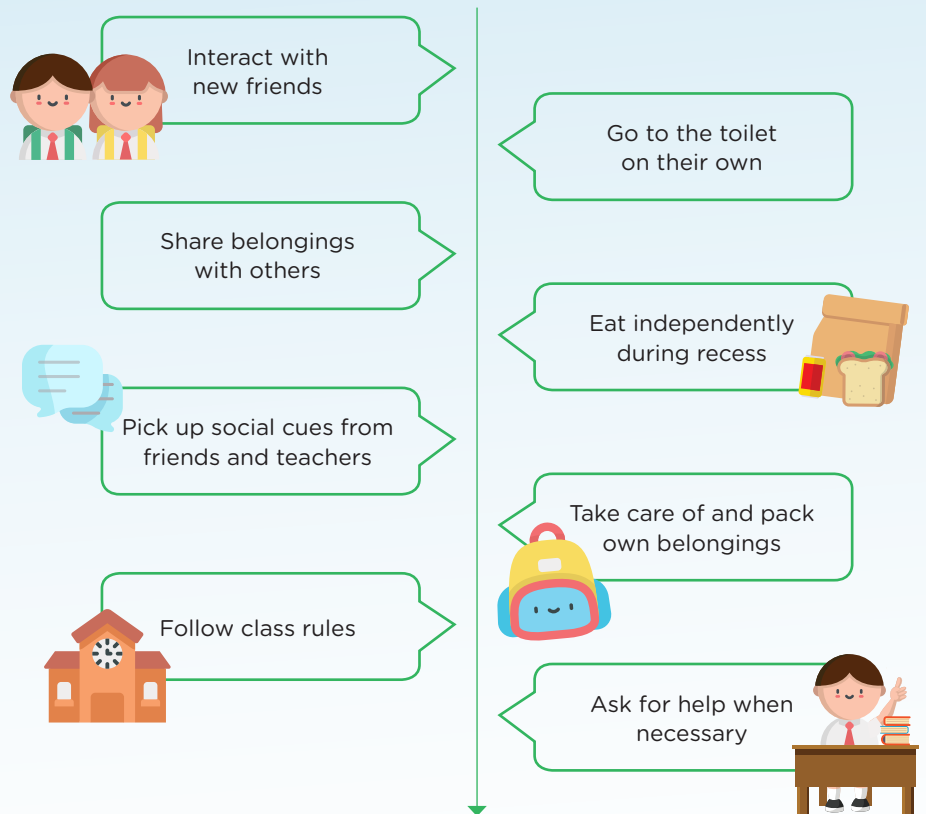 Interact with
new friends
Go to the toilet
on their own
Share belongings
with others
Eat independently
during recess
Pick up social cues from
friends and teachers
Take care of and pack
own belongings
Follow class rules
Ask for help when
necessary